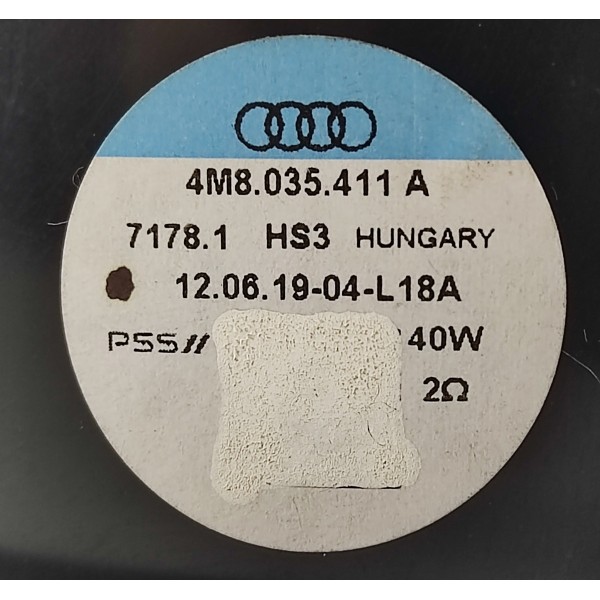 4M8.035.411 A
7178.1 HS3 HUNGARY
12.06.19-04-L18A
PSS 40W
2Ω